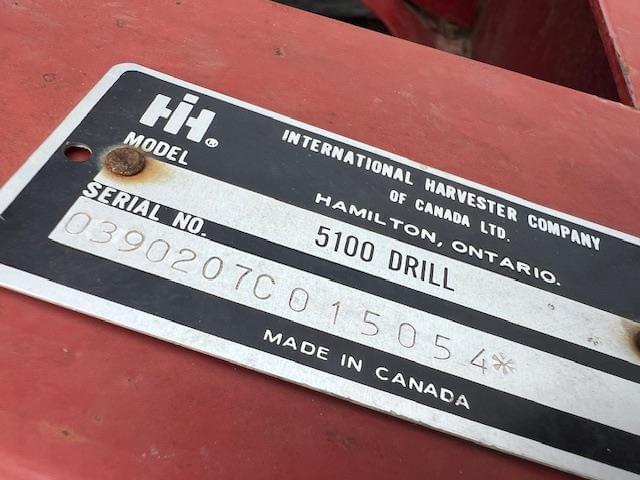 IH®
INTERNATIONAL HARVESTER COMPANY
OF CANADA LTD.
HAMILTON, ONTARIO.
MODEL
5100 DRILL
SERIAL NO.
0390207C015054*
MADE IN CANADA